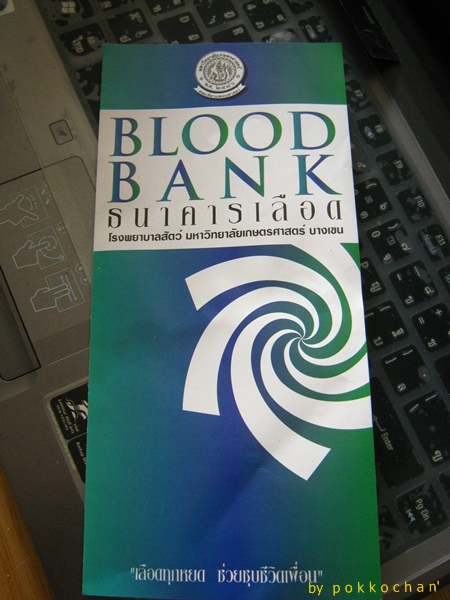 BLOOD
BANK
ธนาคารเลือด
โรงพยาบาลสัตว์ มหาวิทยาลัยเกษตรศาสตร์ บางเขน
"เลือดทุกหยด ช่วยชุบชีวิตเพื่อน"
Enter
Pg Dn
by pokkochan'